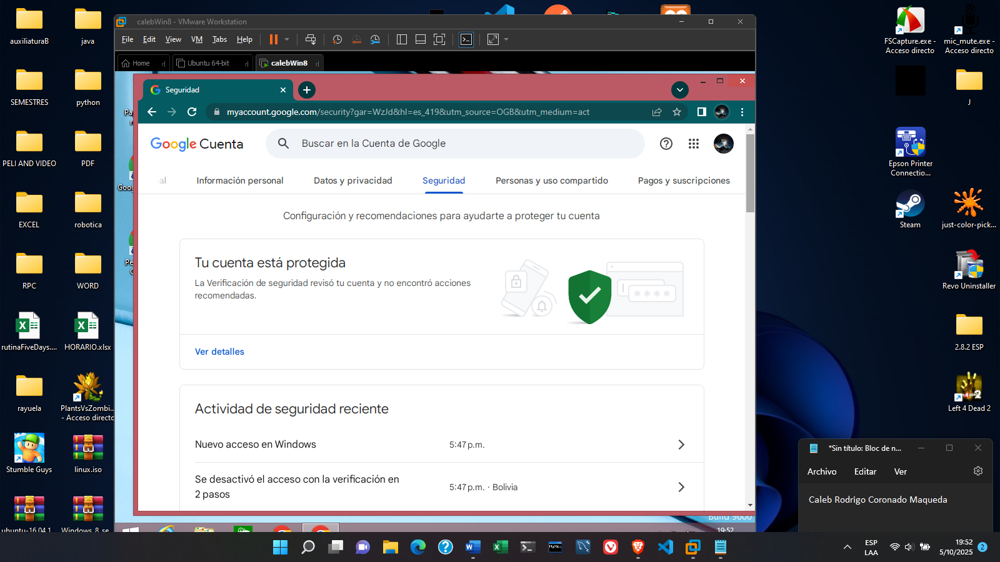 auxiliaturaB
java
SEMESTRES
python
PELI AND VIDEO
PDF
EXCEL
robotica
RPC
WORD
rutinaFiveDays....
HORARIO.xlsx
rayuela
PlantsVsZombi...
- Acceso directo
Stumble Guys
linux.iso
calebWin8 - VMware Workstation
File Edit View VM Tabs Help
Home
Ubuntu 64-bit
calebWin8
Seguridad
myaccount.google.com/security?gar=WzJd&hl=es_419&utm_source=OGB&utm_medium=act
Google Cuenta
Buscar en la Cuenta de Google
al
Información personal
Datos y privacidad
Seguridad
Personas y uso compartido
Pagos y suscripciones
Configuración y recomendaciones para ayudarte a proteger tu cuenta
Tu cuenta está protegida
La Verificación de seguridad revisó tu cuenta y no encontró acciones
recomendadas.
Ver detalles
Actividad de seguridad reciente
Nuevo acceso en Windows
5:47 p.m.
Se desactivó el acceso con la verificación en
2 pasos
5:47 p.m. · Bolivia
Build 9600
19:52
FSCapture.exe -
Acceso directo
mic_mute.exe -
Acceso directo
J
Epson Printer
Connectio...
Steam
just-color-pick...
Revo Uninstaller
2.8.2 ESP
Left 4 Dead 2
*Sin título: Bloc de n...
Archivo Editar Ver
Caleb Rodrigo Coronado Maqueda
ESP
LAA
19:52
5/10/2025
2